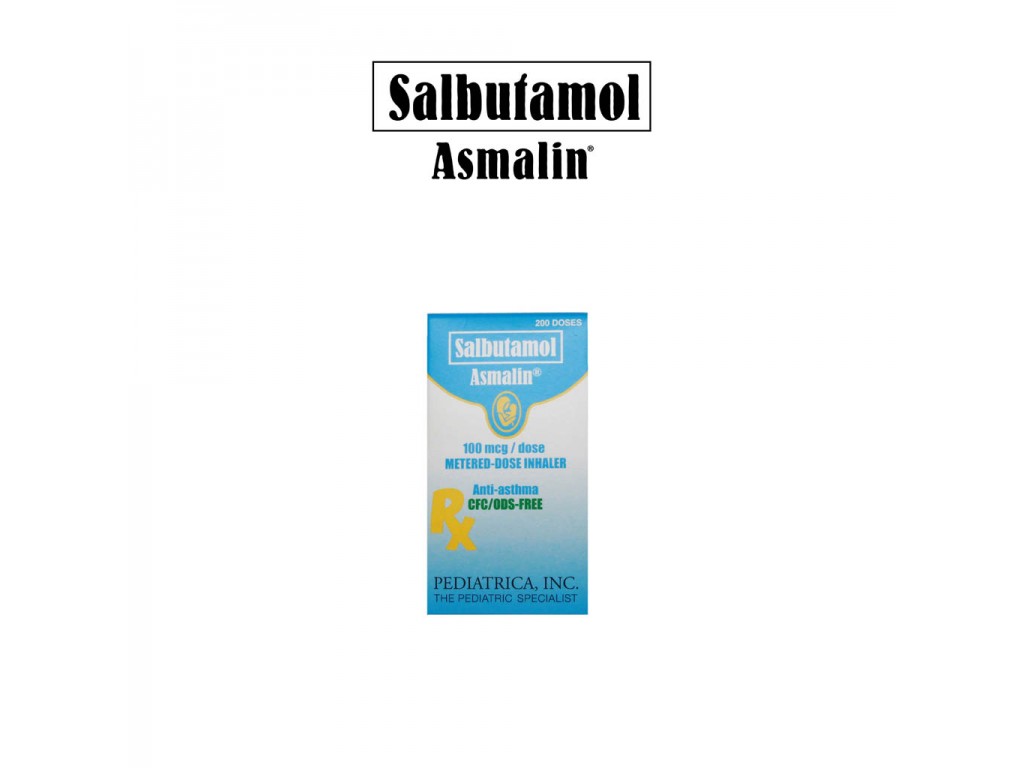 Salbutamol
Asmalin®
200 DOSES
Salbutamol
Asmalin®
100 mcg / dose
METERED-DOSE INHALER
Anti-asthma
CFC/ODS-FREE
Rx
PEDIATRICA, INC.
THE PEDIATRIC SPECIALIST